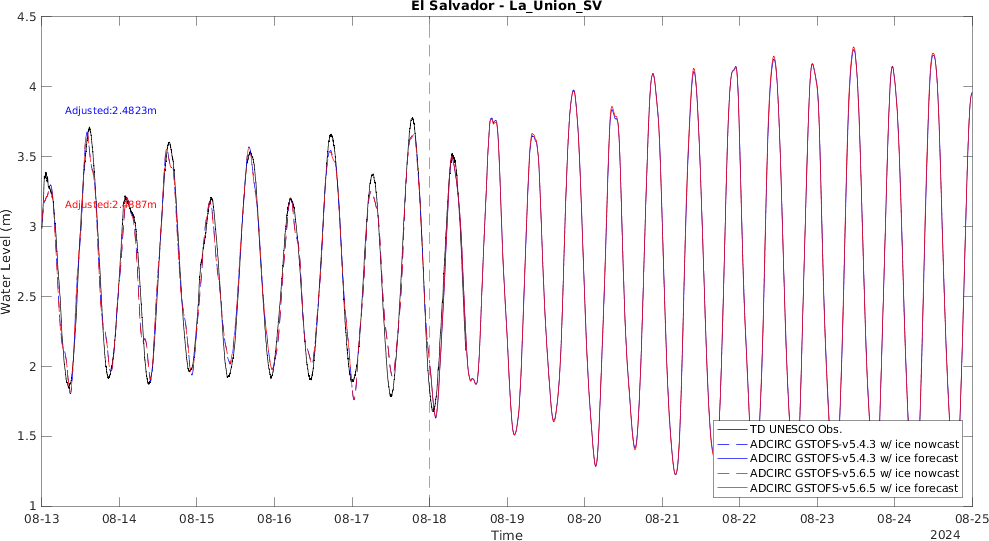 El Salvador - La_Union_SV
Water Level (m)
4.5
4
3.5
3
2.5
2
1.5
1
Adjusted:2.4823m
TD UNESCO Obs.
ADCIRC GSTOFS-v5.4.3 w/ ice nowcast
ADCIRC GSTOFS-v5.4.3 w/ ice forecast
ADCIRC GSTOFS-v5.6.5 w/ ice nowcast
ADCIRC GSTOFS-v5.6.5 w/ ice forecast
08-13 08-14 08-15 08-16 08-17 08-18 08-19 08-20 08-21 08-22 08-23 08-24 08-25
Time
2024